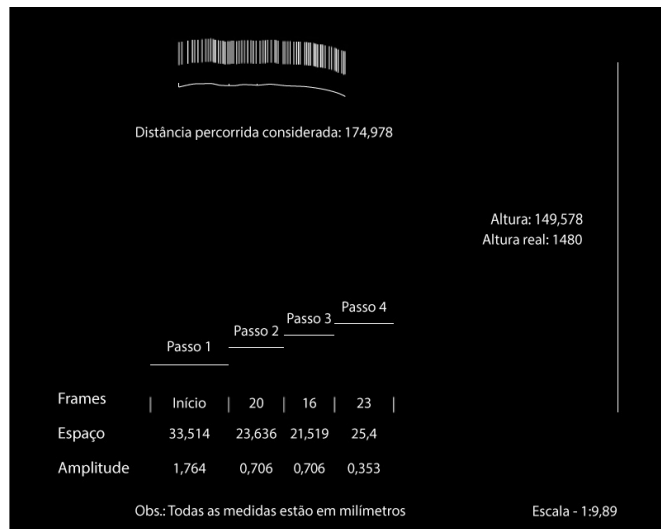 Distância percorrida considerada: 174,978
Altura: 149,578
Altura real: 1480
Passo 1
Passo 2
Passo 3
Passo 4
Frames | Início | 20 | 16 | 23 |
Espaço 33,514 23,636 21,519 25,4
Amplitude 1,764 0,706 0,706 0,353
Obs.: Todas as medidas estão em milímetros
Escala - 1:9,89